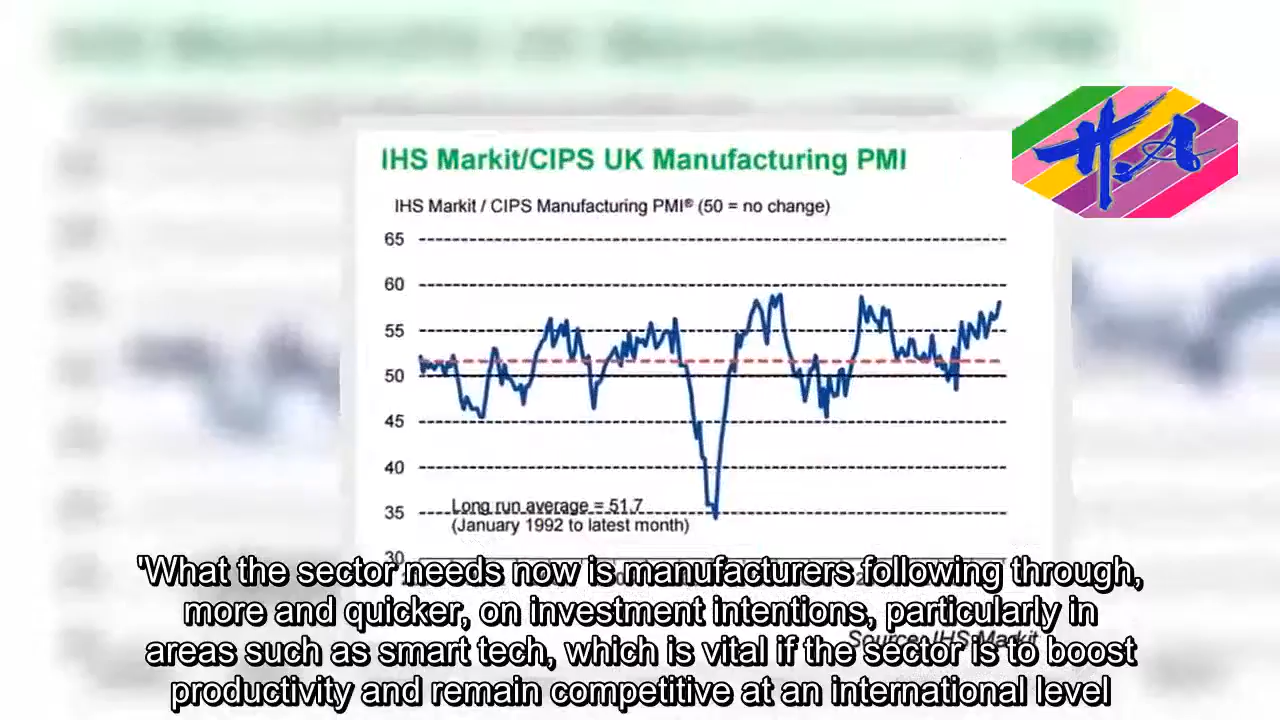 IHS Markit/CIPS UK Manufacturing PMI
IHS Markit / CIPS Manufacturing PMI® (50 = no change)
65
60
55
50
45
40
35
30
Long run average = 51.7
(January 1992 to latest month)
Source: IHS Markit
'What the sector needs now is manufacturers following through,
more and quicker, on investment intentions, particularly in
areas such as smart tech, which is vital if the sector is to boost
productivity and remain competitive at an international level